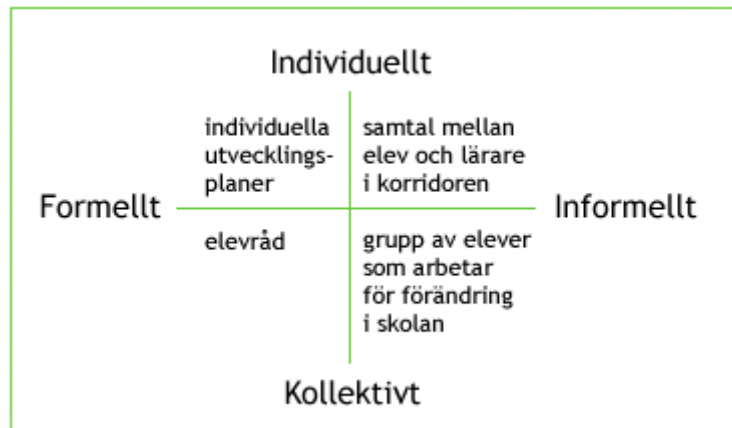 Individuellt
individuella
utvecklings-
planer
samtal mellan
elev och lärare
i korridoren
Formellt
Informellt
elevråd
grupp av elever
som arbetar
för förändring
i skolan
Kollektivt